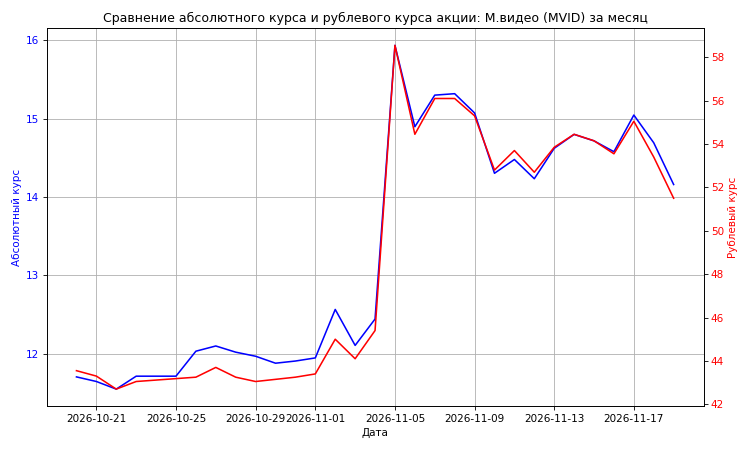 Сравнение абсолютного курса и рублевого курса акции: М.видео (MVID) за месяц
16
15
14
13
12
Абсолютный курс
58
56
54
52
50
48
46
44
42
Рублевый курс
2026-10-21 2026-10-25 2026-10-29 2026-11-01 2026-11-05 2026-11-09 2026-11-13 2026-11-17
Дата